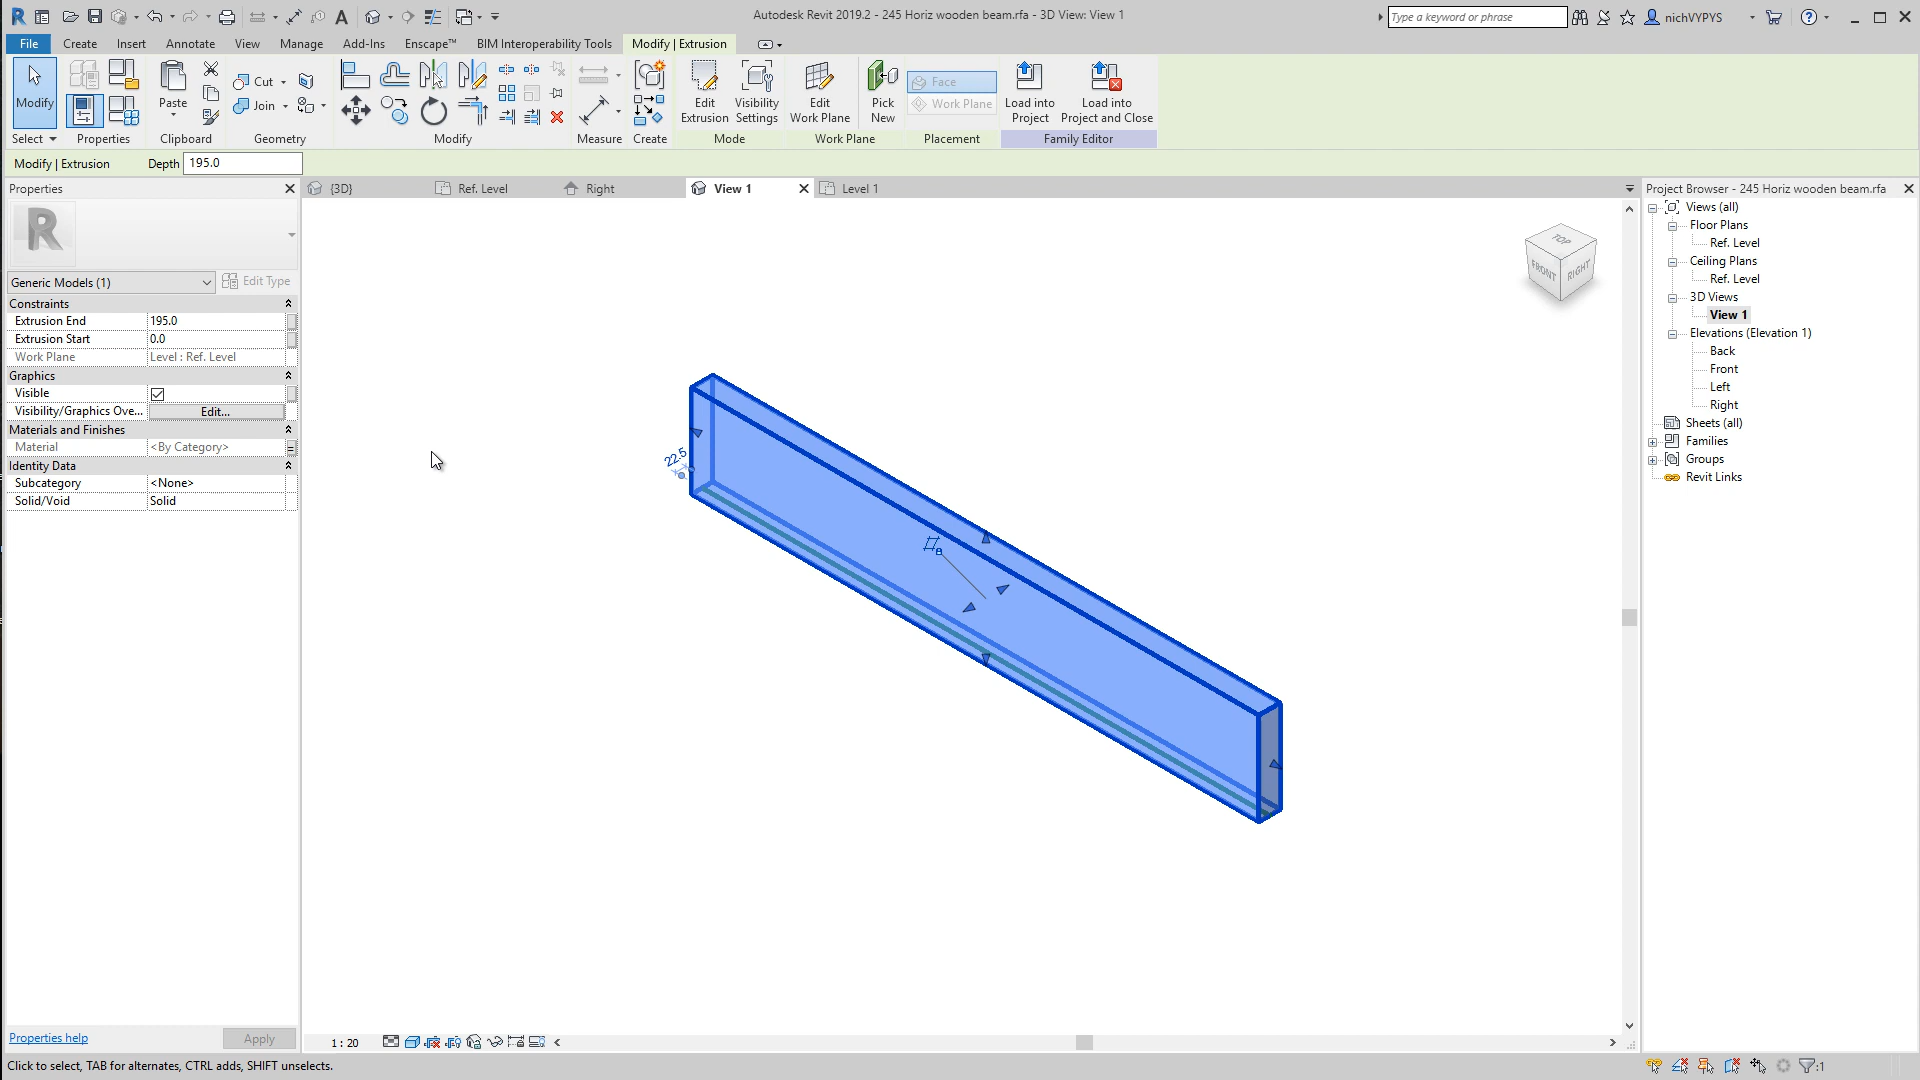 Autodesk Revit 2019.2 - 245 Horiz wooden beam.rfa - 3D View: View 1
Type a keyword or phrase
nichVYPYS
File Create Insert Annotate View Manage Add-Ins Enscape™ BIM Interoperability Tools Modify | Extrusion
Modify
Paste
Cut
Join
Edit Extrusion
Visibility Settings
Edit Work Plane
Pick New
Face
Work Plane
Load into Project
Load into Project and Close
Select Properties Clipboard Geometry Modify Measure Create Mode Work Plane Placement Family Editor
Modify | Extrusion Depth 195.0
Properties
{3D} Ref. Level Right View 1 Level 1
Project Browser - 245 Horiz wooden beam.rfa
R
Generic Models (1) Edit Type
Constraints
Extrusion End 195.0
Extrusion Start 0.0
Work Plane Level : Ref. Level
Graphics
Visible
Visibility/Graphics Ove... Edit...
Materials and Finishes
Material <By Category>
Identity Data
Subcategory <None>
Solid/Void Solid
22.5
TOP
FRONT RIGHT
Views (all)
Floor Plans
Ref. Level
Ceiling Plans
Ref. Level
3D Views
View 1
Elevations (Elevation 1)
Back
Front
Left
Right
Sheets (all)
Families
Groups
Revit Links
Properties help Apply
1 : 20
Click to select, TAB for alternates, CTRL adds, SHIFT unselects.
:1